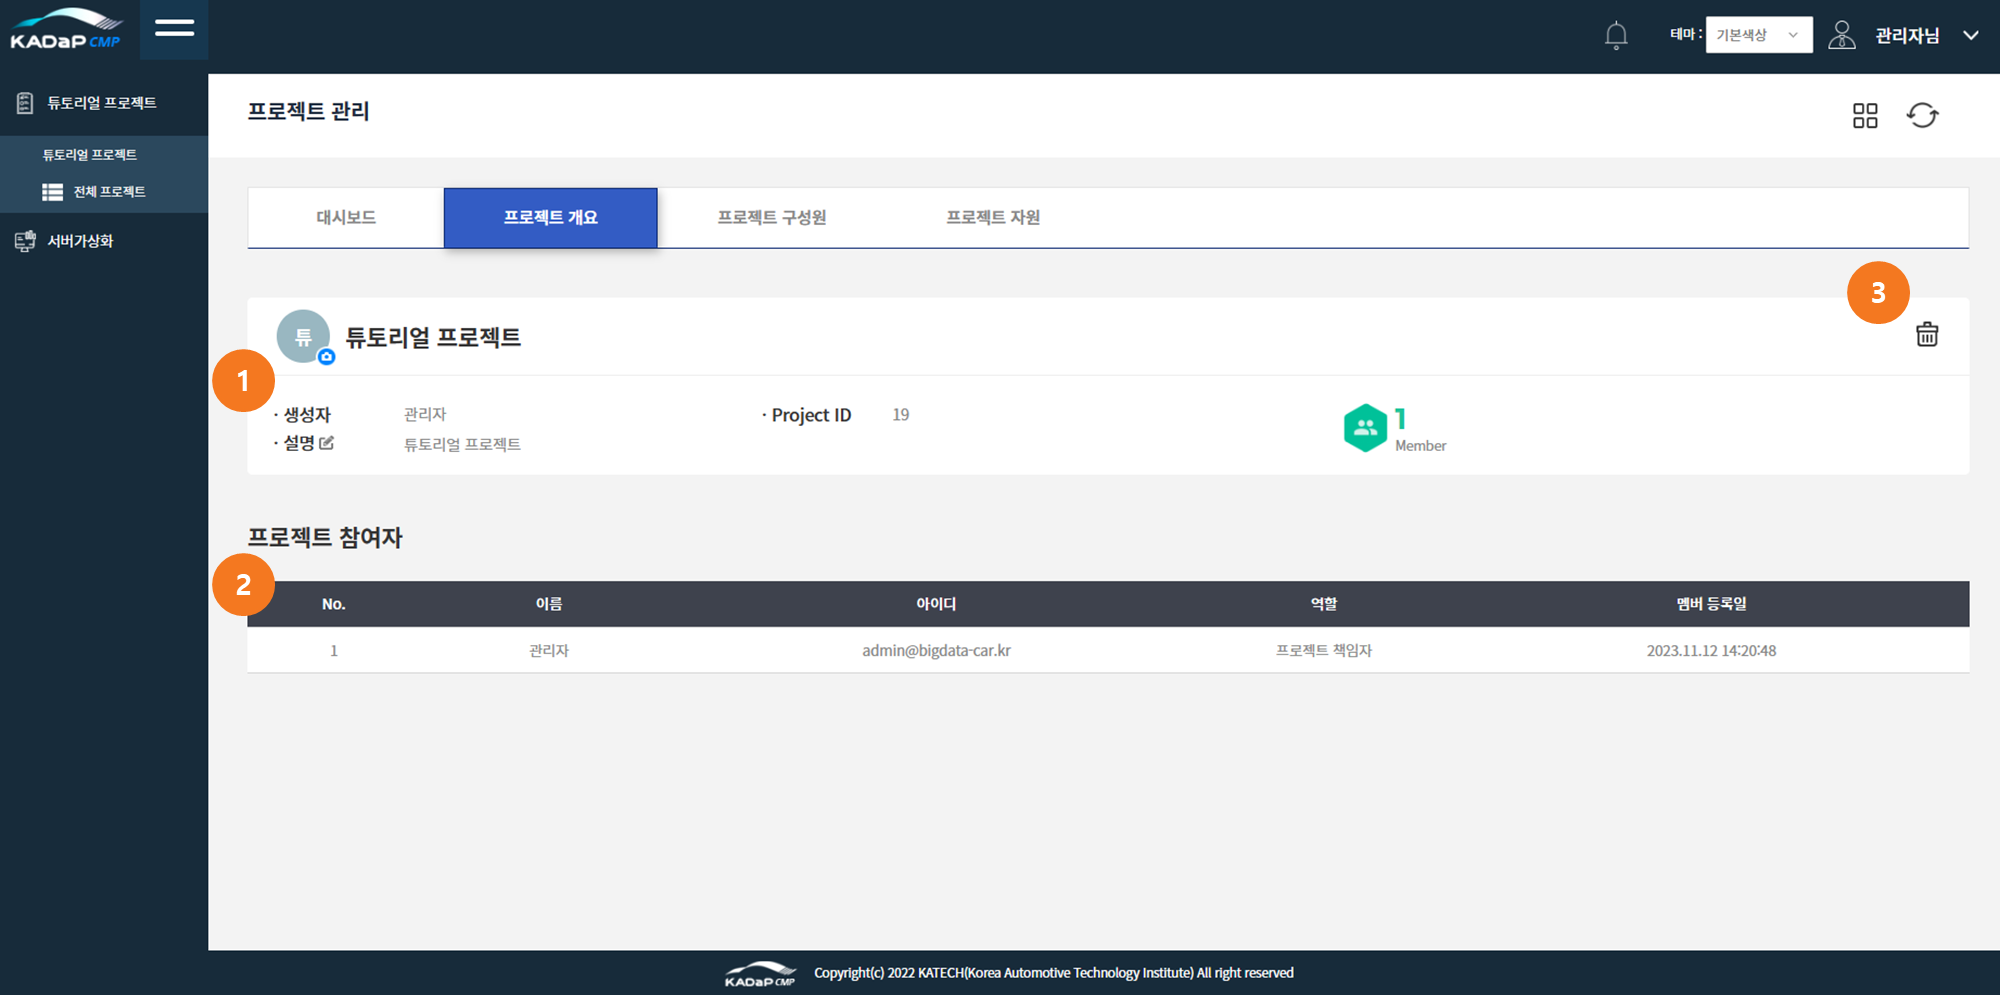 KADaP CMP
테마 : 기본색상 관리자님
튜토리얼 프로젝트
튜토리얼 프로젝트
전체 프로젝트
서버가상화
프로젝트 관리
대시보드 프로젝트 개요 프로젝트 구성원 프로젝트 자원
3
튜 튜토리얼 프로젝트
1
· 생성자 관리자 · Project ID 19 1
· 설명 튜토리얼 프로젝트 Member
프로젝트 참여자
2
No. 이름 아이디 역할 멤버 등록일
1 관리자 admin@bigdata-car.kr 프로젝트 책임자 2023.11.12 14:20:48
KADaP CMP Copyright(c) 2022 KATECH(Korea Automotive Technology Institute) All right reserved